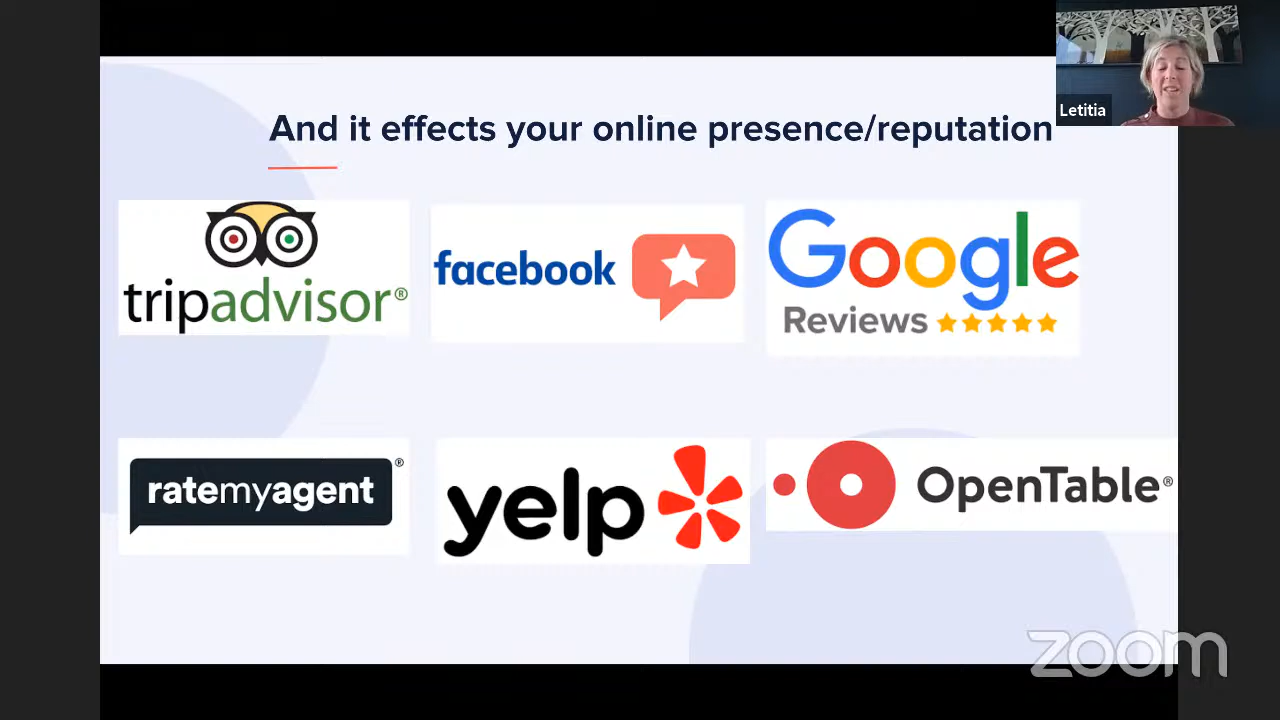 And it effects your online presence/reputation
Letitia
tripadvisor®
facebook
Google
Reviews
ratemyagent®
yelp
OpenTable®
zoom